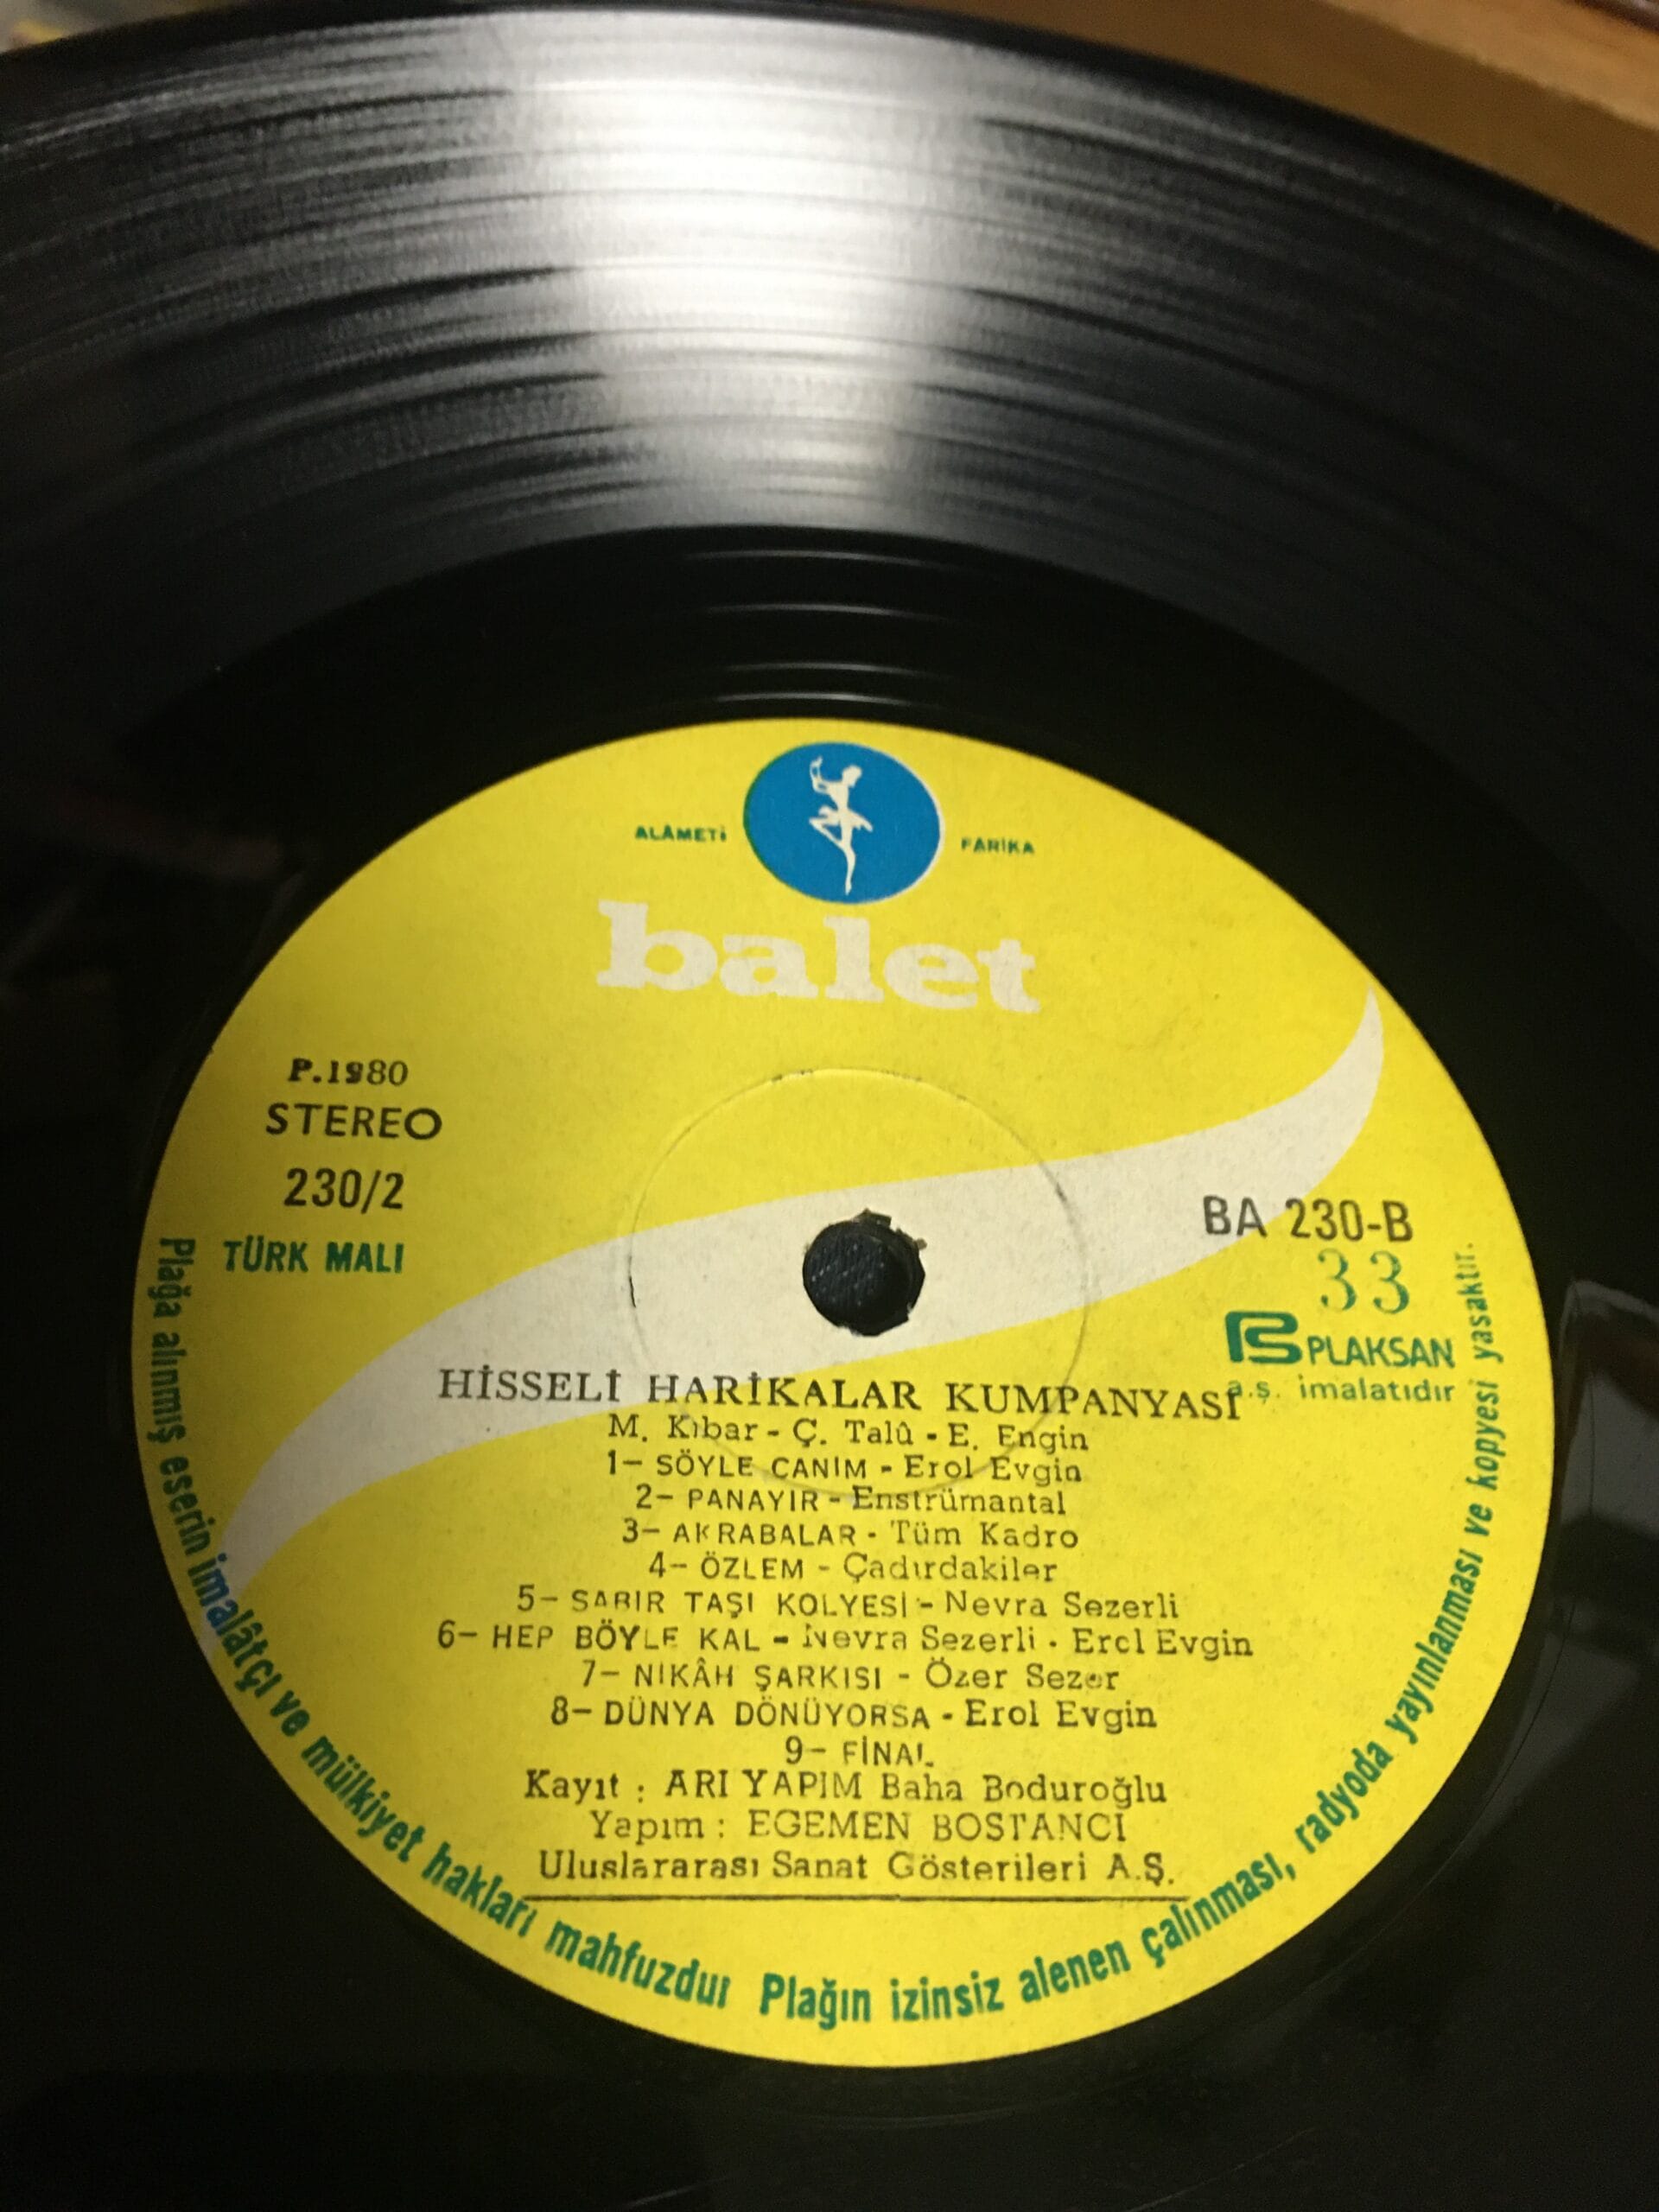 ALÂMETİ FARİKA
balet
P.1980
STEREO
230/2
TÜRK MALI
BA 230-B
33
PLAKSAN
a.ş. imalatıdır
HİSSELİ HARİKALAR KUMPANYASI
M. Kıbar - Ç. Talû - E. Engin
1- SÖYLE CANIM - Erol Evgin
2- PANAYIR - Enstrümantal
3- AKRABALAR - Tüm Kadro
4- ÖZLEM - Çadırdakiler
5- SABIR TAŞI KOLYESİ - Nevra Sezerli
6- HEP BÖYLE KAL - Nevra Sezerli - Erol Evgin
7- NİKÂH ŞARKISI - Özer Sezer
8- DÜNYA DÖNÜYORSA - Erol Evgin
9- FİNAL
Kayıt : ARI YAPIM Baha Boduroğlu
Yapım : EGEMEN BOSTANCI
Uluslararası Sanat Gösterileri A.Ş.
Plağa alınmış eserin imalâtçı ve mülkiyet hakları mahfuzdur Plağın izinsiz alenen çalınması, radyoda yayınlanması ve kopyesi yasaktır.